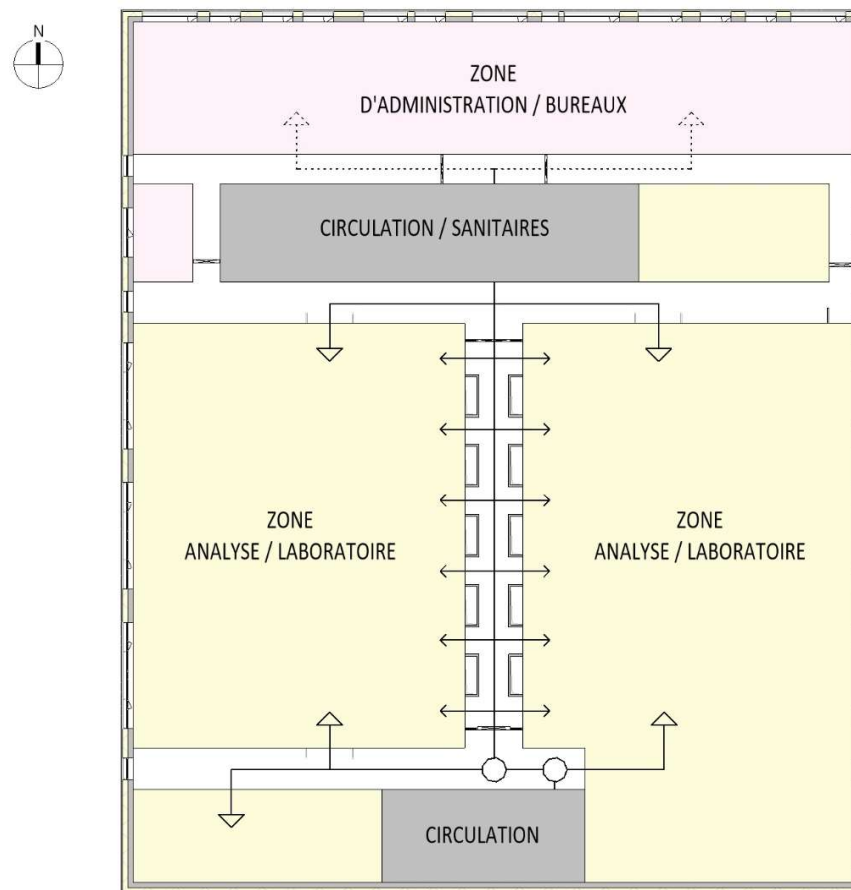 N
ZONE
D'ADMINISTRATION / BUREAUX
CIRCULATION / SANITAIRES
ZONE
ANALYSE / LABORATOIRE
ZONE
ANALYSE / LABORATOIRE
CIRCULATION